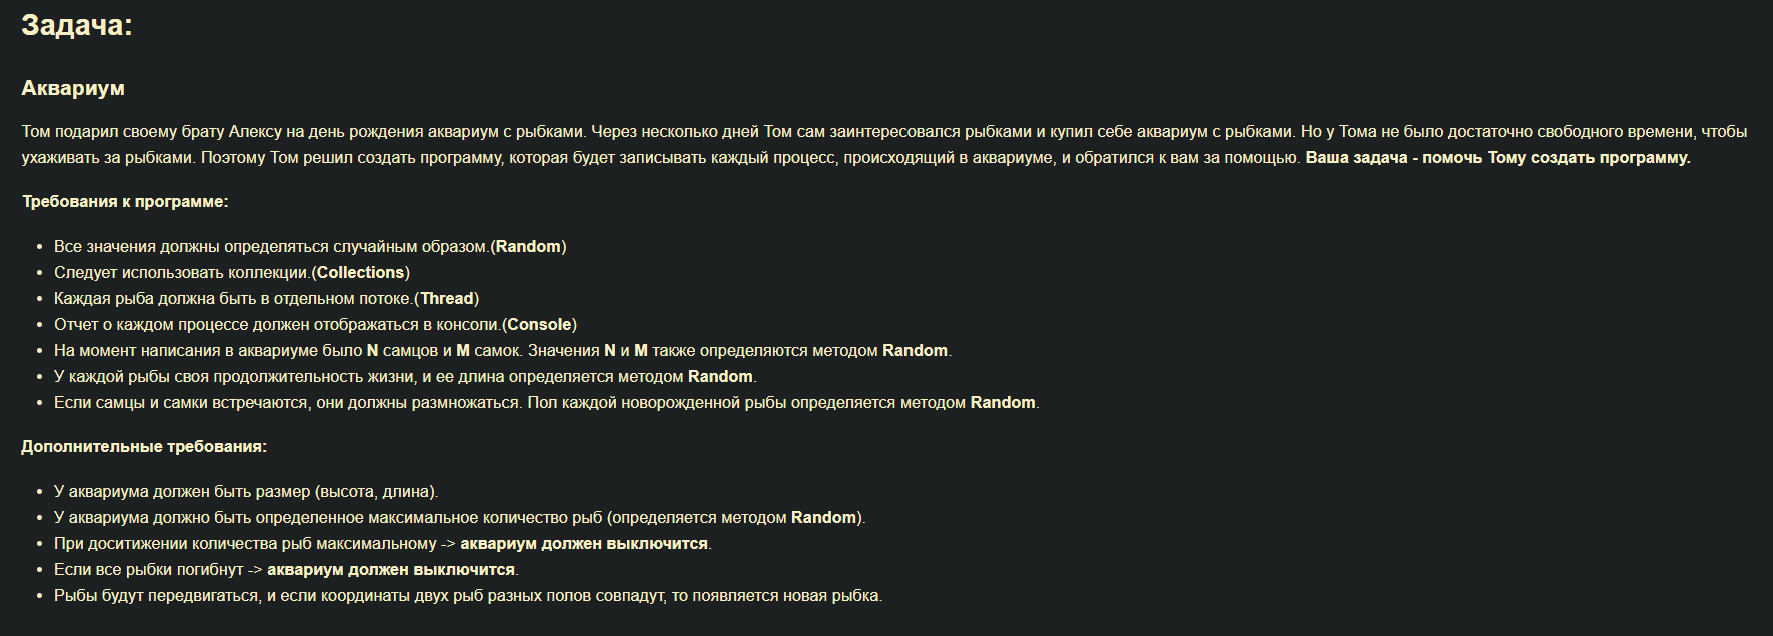 Задача:
Аквариум
Том подарил своему брату Алексу на день рождения аквариум с рыбками. Через несколько дней Том сам заинтересовался рыбками и купил себе аквариум с рыбками. Но у Тома не было достаточно свободного времени, чтобы
ухаживать за рыбками. Поэтому Том решил создать программу, которая будет записывать каждый процесс, происходящий в аквариуме, и обратился к вам за помощью. Ваша задача - помочь Тому создать программу.
Требования к программе:
• Все значения должны определяться случайным образом.(Random)
• Следует использовать коллекции.(Collections)
• Каждая рыба должна быть в отдельном потоке.(Thread)
• Отчет о каждом процессе должен отображаться в консоли.(Console)
• На момент написания в аквариуме было N самцов и M самок. Значения N и M также определяются методом Random.
• У каждой рыбы своя продолжительность жизни, и ее длина определяется методом Random.
• Если самцы и самки встречаются, они должны размножаться. Пол каждой новорожденной рыбы определяется методом Random.
Дополнительные требования:
• У аквариума должен быть размер (высота, длина).
• У аквариума должно быть определенное максимальное количество рыб (определяется методом Random).
• При доситижении количества рыб максимальному -> аквариум должен выключится.
• Если все рыбки погибнут -> аквариум должен выключится.
• Рыбы будут передвигаться, и если координаты двух рыб разных полов совпадут, то появляется новая рыбка.